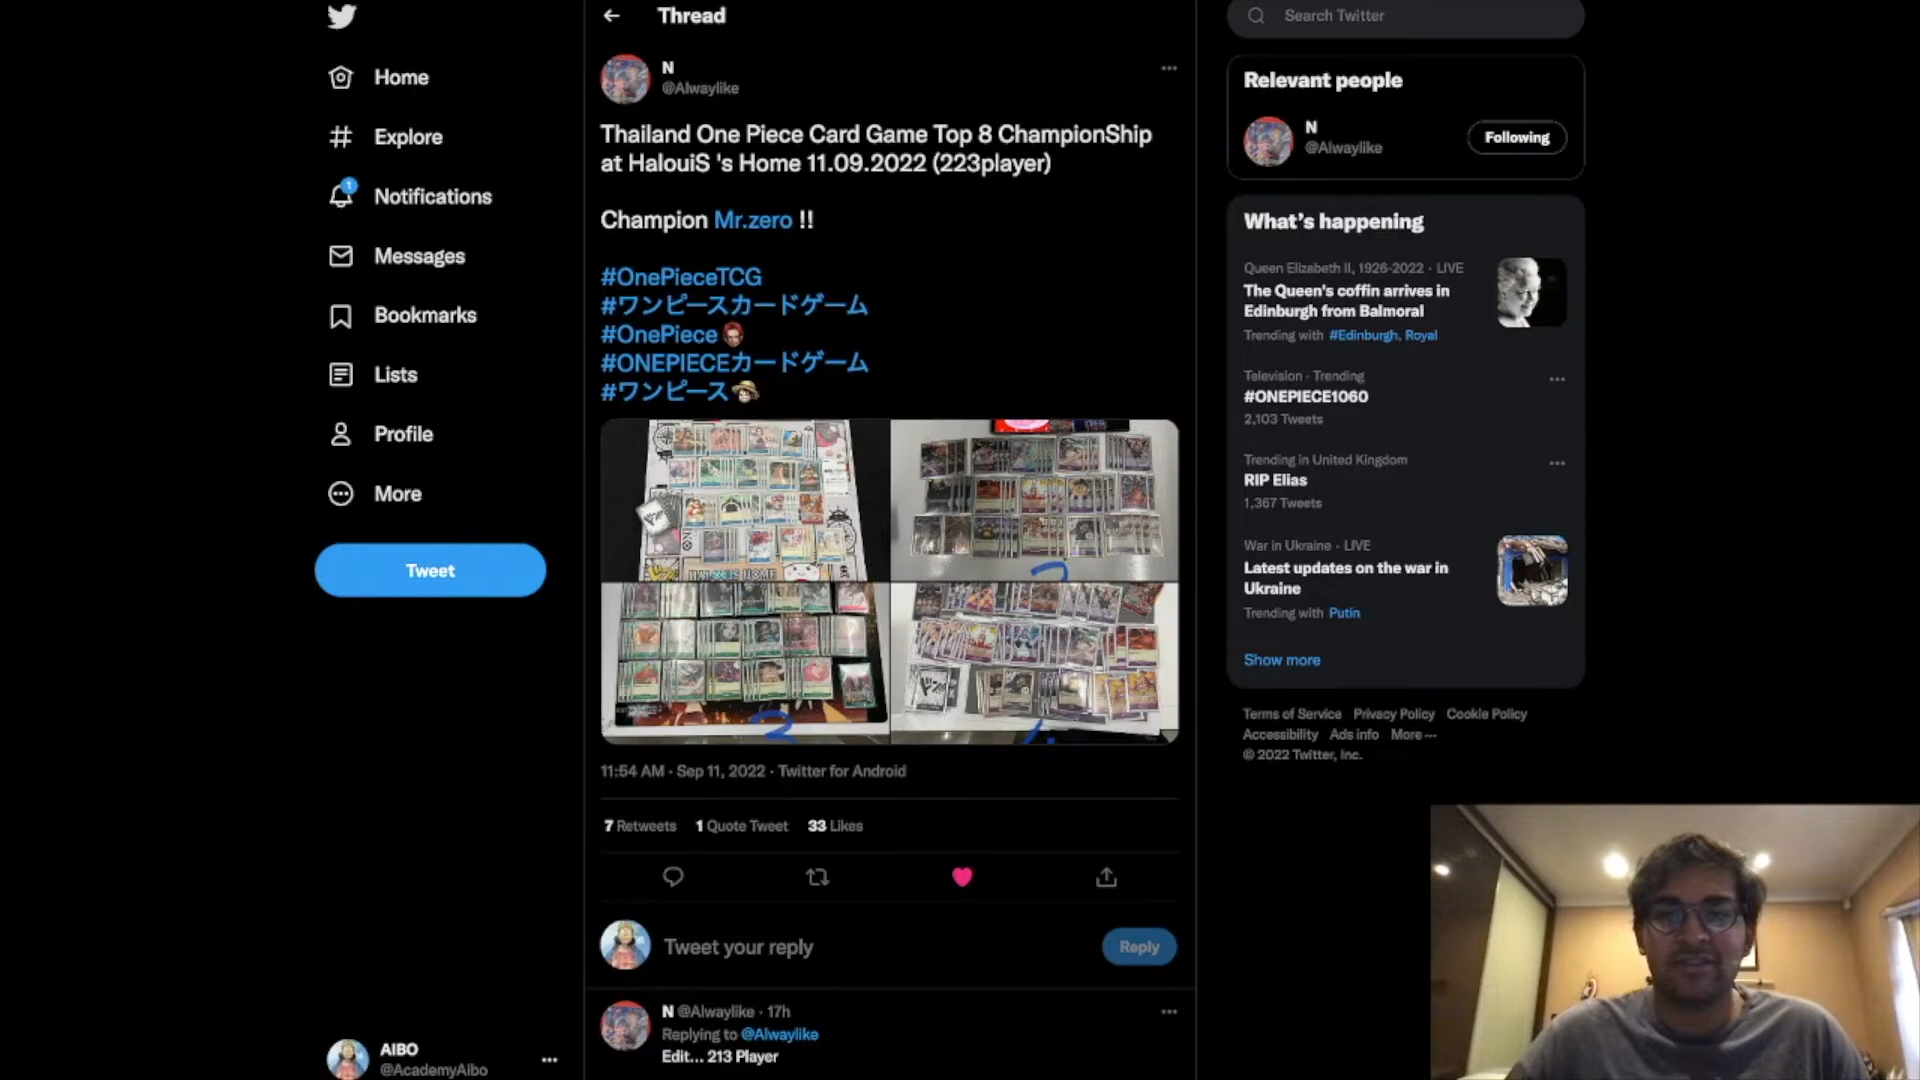 Home
Explore
1
Notifications
Messages
Bookmarks
Lists
Profile
More
Tweet
AIBO
@AcademyAibo
Thread
N
@Alwaylike
Thailand One Piece Card Game Top 8 ChampionShip
at HalouiS 's Home 11.09.2022 (223player)
Champion Mr.zero !!
#OnePieceTCG
#ワンピースカードゲーム
#OnePiece
#ONEPIECEカードゲーム
#ワンピース
HALOUIS HOME
11:54 AM · Sep 11, 2022 · Twitter for Android
7 Retweets 1 Quote Tweet 33 Likes
Tweet your reply
Reply
N @Alwaylike · 17h
Replying to @Alwaylike
Edit... 213 Player
Search Twitter
Relevant people
N
@Alwaylike
Following
What's happening
Queen Elizabeth II, 1926-2022 · LIVE
The Queen's coffin arrives in
Edinburgh from Balmoral
Trending with #Edinburgh, Royal
Television · Trending
#ONEPIECE1060
2,103 Tweets
Trending in United Kingdom
RIP Elias
1,367 Tweets
War in Ukraine · LIVE
Latest updates on the war in
Ukraine
Trending with Putin
Show more
Terms of Service Privacy Policy Cookie Policy
Accessibility Ads info More
© 2022 Twitter, Inc.